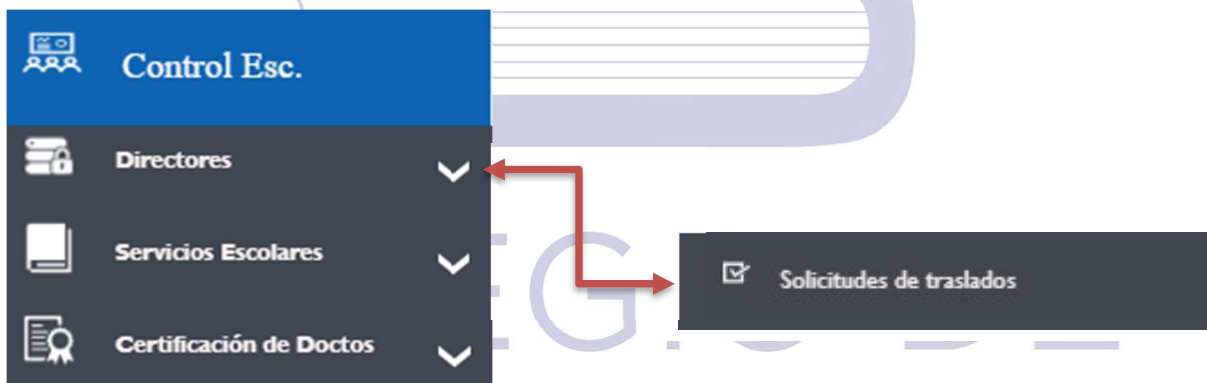 Control Esc.
Directores
Servicios Escolares
Solicitudes de traslados
Certificación de Doctos